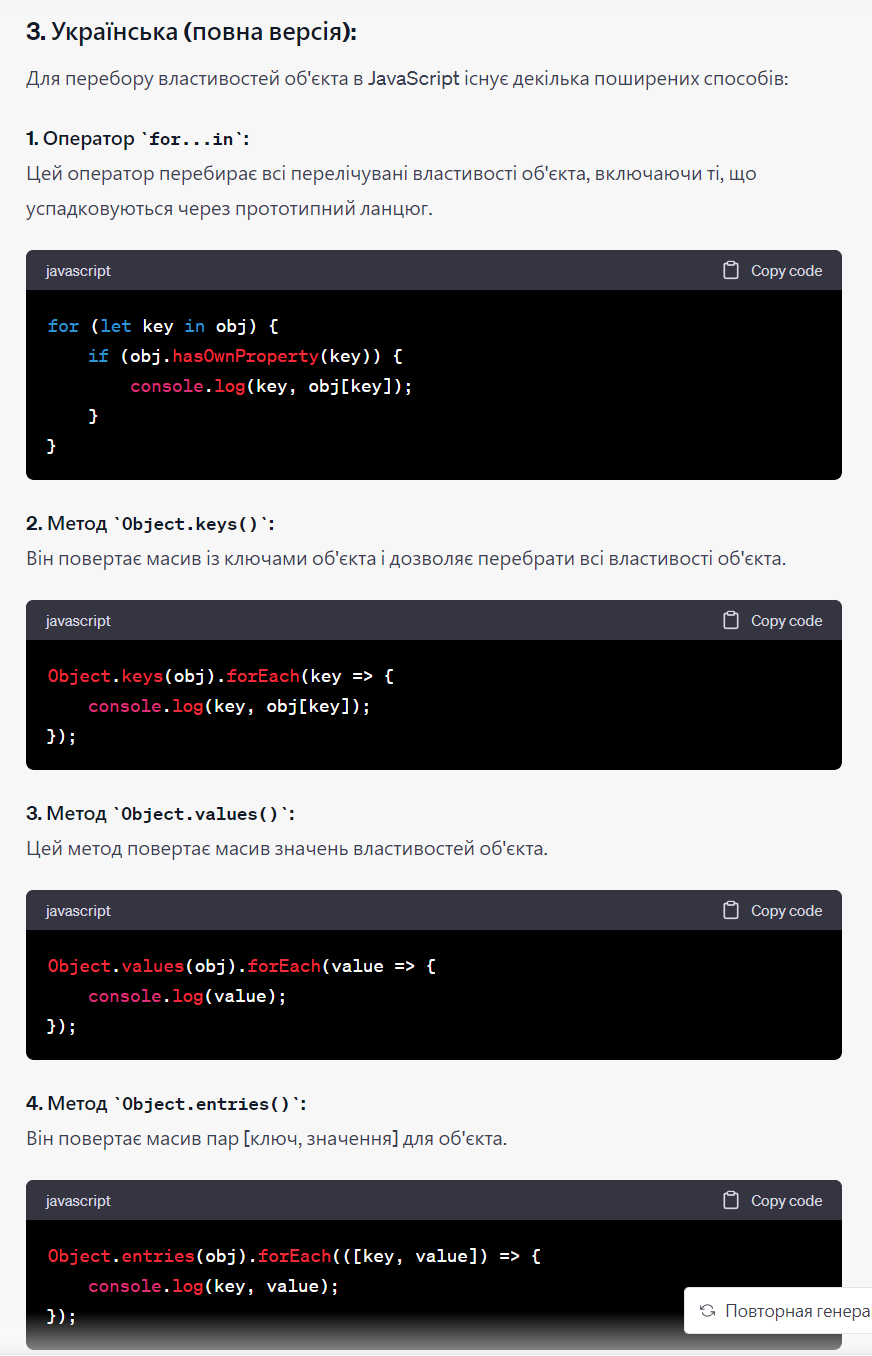 3. Українська (повна версія):
Для перебору властивостей об'єкта в JavaScript існує декілька поширених способів:
1. Оператор `for...in`:
Цей оператор перебирає всі перелічувані властивості об'єкта, включаючи ті, що
успадковуються через прототипний ланцюг.
javascript Copy code
for (let key in obj) {
    if (obj.hasOwnProperty(key)) {
        console.log(key, obj[key]);
    }
}
2. Метод `Object.keys()`:
Він повертає масив із ключами об'єкта і дозволяє перебрати всі властивості об'єкта.
javascript Copy code
Object.keys(obj).forEach(key => {
    console.log(key, obj[key]);
});
3. Метод `Object.values()`:
Цей метод повертає масив значень властивостей об'єкта.
javascript Copy code
Object.values(obj).forEach(value => {
    console.log(value);
});
4. Метод `Object.entries()`:
Він повертає масив пар [ключ, значення] для об'єкта.
javascript Copy code
Object.entries(obj).forEach(([key, value]) => {
    console.log(key, value);
});
Повторная генера